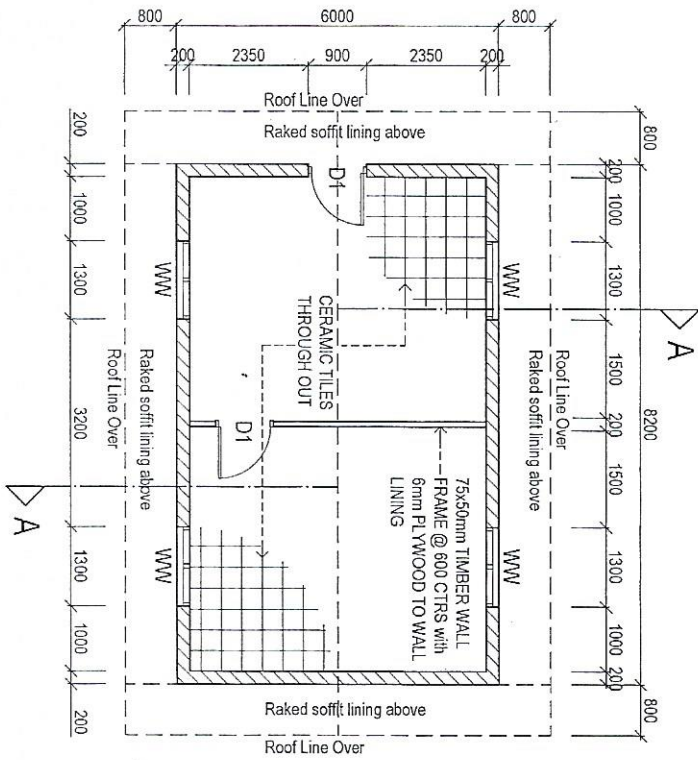 800
6000
800
200
2350
900
2350
200
Roof Line Over
Raked soffit lining above
200
1000
1300
3200
1300
1000
200
800
200
1000
1300
1500
200
1500
1300
1000
200
8200
800
D1
WW
WW
A
CERAMIC TILES
THROUGH OUT
Roof Line Over
Raked soffit lining above
Raked soffit lining above
Roof Line Over
D1
75x50mm TIMBER WALL
FRAME @ 600 CTRS with
6mm PLYWOOD TO WALL
LINING
A
WW
WW
Raked soffit lining above
Roof Line Over